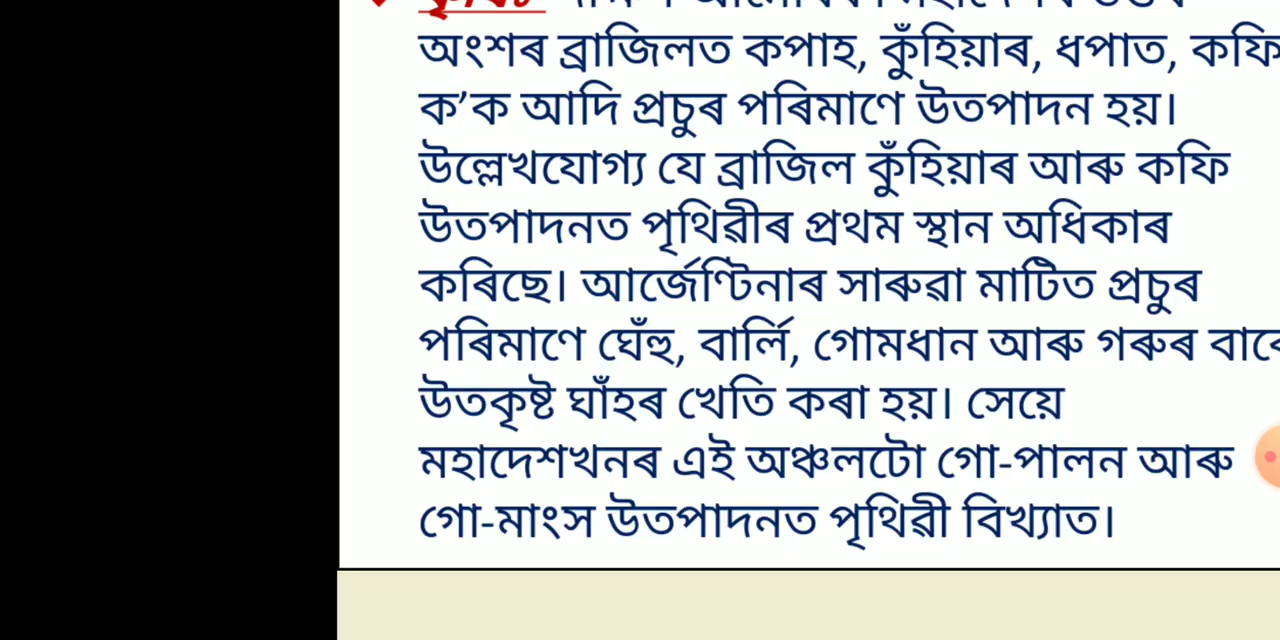 অংশৰ ব্ৰাজিলত কপাহ, কুঁহিয়াৰ, ধপাত, কফি
ক’ক আদি প্ৰচুৰ পৰিমাণে উতপাদন হয়।
উল্লেখযোগ্য যে ব্ৰাজিল কুঁহিয়াৰ আৰু কফি
উতপাদনত পৃথিৱীৰ প্ৰথম স্থান অধিকাৰ
কৰিছে। আৰ্জেণ্টিনাৰ সাৰুৱা মাটিত প্ৰচুৰ
পৰিমাণে ঘেঁহু, বাৰ্লি, গোমধান আৰু গৰুৰ
উতকৃষ্ট ঘাঁহৰ খেতি কৰা হয়। সেয়ে
মহাদেশখনৰ এই অঞ্চলটো গো-পালন আৰু
গো-মাংস উতপাদনত পৃথিৱী বিখ্যাত।